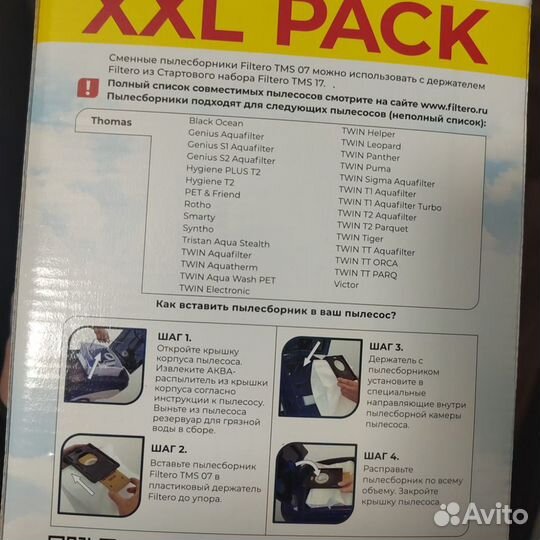 XXL PACK
Сменные пылесборники Filtero TMS 07 можно использовать с держателем
Filtero из Стартового набора Filtero TMS 17.
Полный список совместимых пылесосов смотрите на сайте www.filtero.ru
Пылесборники подходят для следующих пылесосов (неполный список):
Thomas
Black Ocean
Genius Aquafilter
Genius S1 Aquafilter
Genius S2 Aquafilter
Hygiene PLUS T2
Hygiene T2
PET & Friend
Rotho
Smarty
Syntho
Tristan Aqua Stealth
TWIN Aquafilter
TWIN Aquatherm
TWIN Aqua Wash PET
TWIN Electronic
TWIN Helper
TWIN Leopard
TWIN Panther
TWIN Puma
TWIN Sigma Aquafilter
TWIN T1 Aquafilter
TWIN T1 Aquafilter Turbo
TWIN T2 Aquafilter
TWIN T2 Parquet
TWIN Tiger
TWIN TT Aquafilter
TWIN TT ORCA
TWIN TT PARQ
Victor
Как вставить пылесборник в ваш пылесос?
ШАГ 1.
Откройте крышку
корпуса пылесоса.
Извлеките АКВА-
распылитель из крышки
корпуса согласно
инструкции к пылесосу.
Выньте из пылесоса
резервуар для грязной
воды в сборе.
ШАГ 2.
Вставьте пылесборник
Filtero TMS 07 в
пластиковый держатель
Filtero до упора.
ШАГ 3.
Держатель с
пылесборником
установите в
специальные
направляющие внутри
пылесборной камеры
пылесоса.
ШАГ 4.
Расправьте
пылесборник по всему
объему. Закройте
крышку пылесоса.
Avito